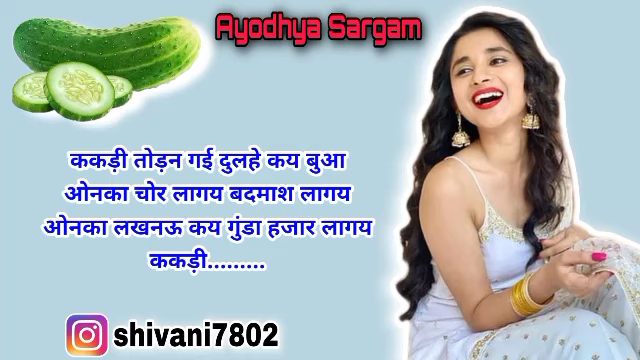 Ayodhya Sargam
ककड़ी तोड़न गई दुलहे कय बुआ
ओनका चोर लागय बदमाश लागय
ओनका लखनऊ कय गुंडा हजार लागय
ककड़ी.........
shivani7802